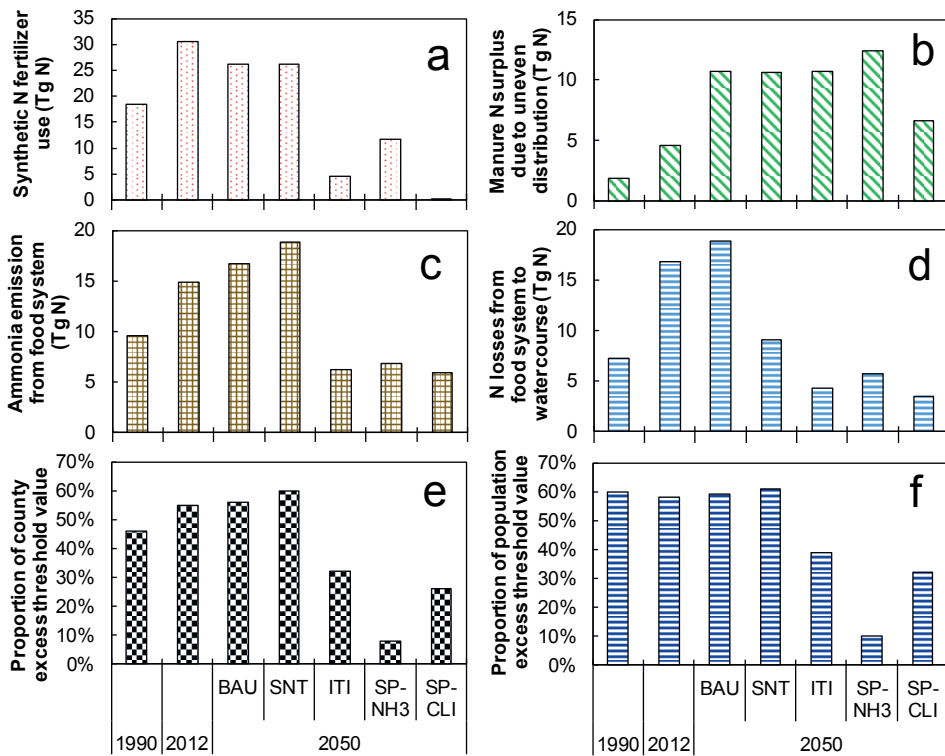 Synthetic N fertilizer
use (Tg N)
35
30
25
20
15
10
5
0
a
Manure N surplus
due to uneven
distribution (Tg N)
15
10
5
0
b
Ammonia emission
from food system
(Tg N)
20
15
10
5
0
c
N losses from
food system to
water course (Tg N)
20
15
10
5
0
d
Proportion of county
excess threshold value
70%
60%
50%
40%
30%
20%
10%
0%
e
Proportion of population
excess threshold value
70%
60%
50%
40%
30%
20%
10%
0%
f
BAU SNT ITI SP-NH3 SP-CLI
1990 2012 2050
BAU SNT ITI SP-NH3 SP-CLI
1990 2012 2050